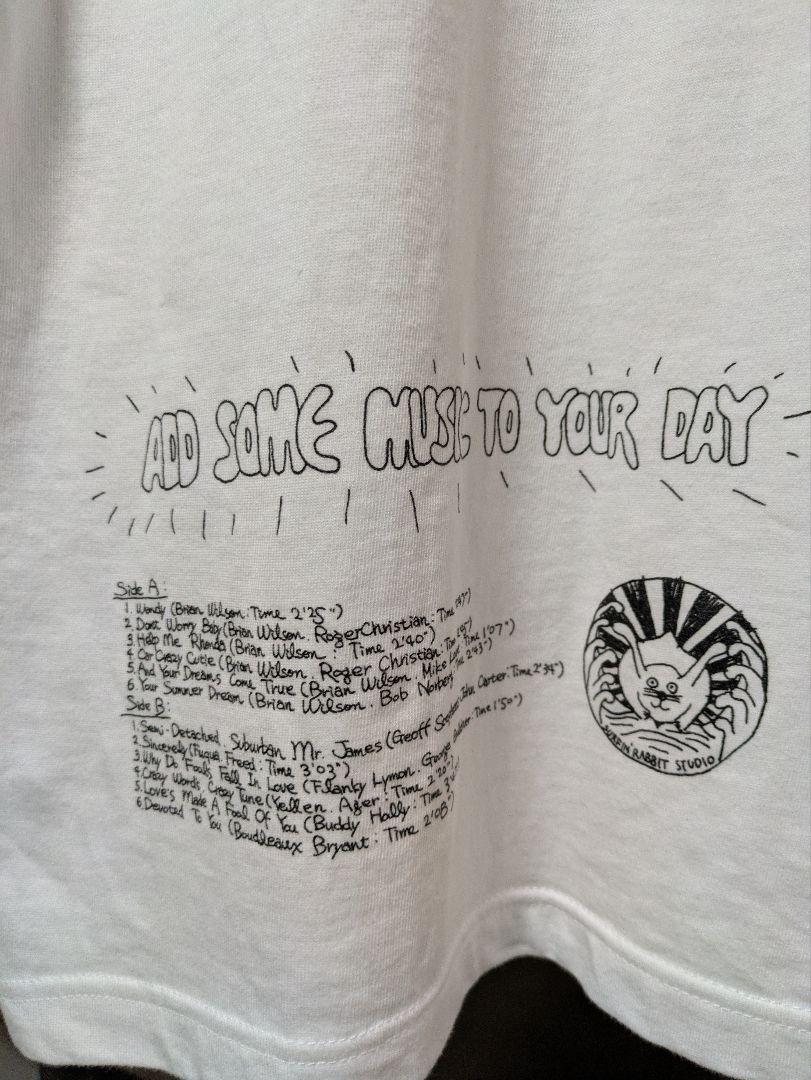 ADD SOME MUSIC TO YOUR DAY
Side A:
1. Wendy (Brian Wilson: Time 2'25")
2. Don't Worry Baby (Brian Wilson. Roger Christian: Time
3. Help Me Rhonda (Brian Wilson : Time 2'40")
4. Car Crazy Cutie (Brian Wilson. Roger Christian: Time
5. And Your Dreams Come True (Brian Wilson. Mike Love Time 1'07")
6. Your Summer Dream (Brian Wilson. Bob Norberg Time 2'43")
Side B:
1. Semi-Detached, Suburban Mr. James (Geoff Stephens John Carter: Time 2'34")
2. Sincerely (Fuqua, Freed: Time 3'03")
3. Why Do Fools Fall In Love (Flanky Lymon. George Time 1'50")
4. Crazy Words, Crazy Tune (Yellen. Ager: Time 2'20")
5. Love's Made A Fool Of You (Buddy Holly: Time
6. Devoted To You (Boudleaux Bryant: Time 2'08")
SURFIN' RABBIT STUDIO